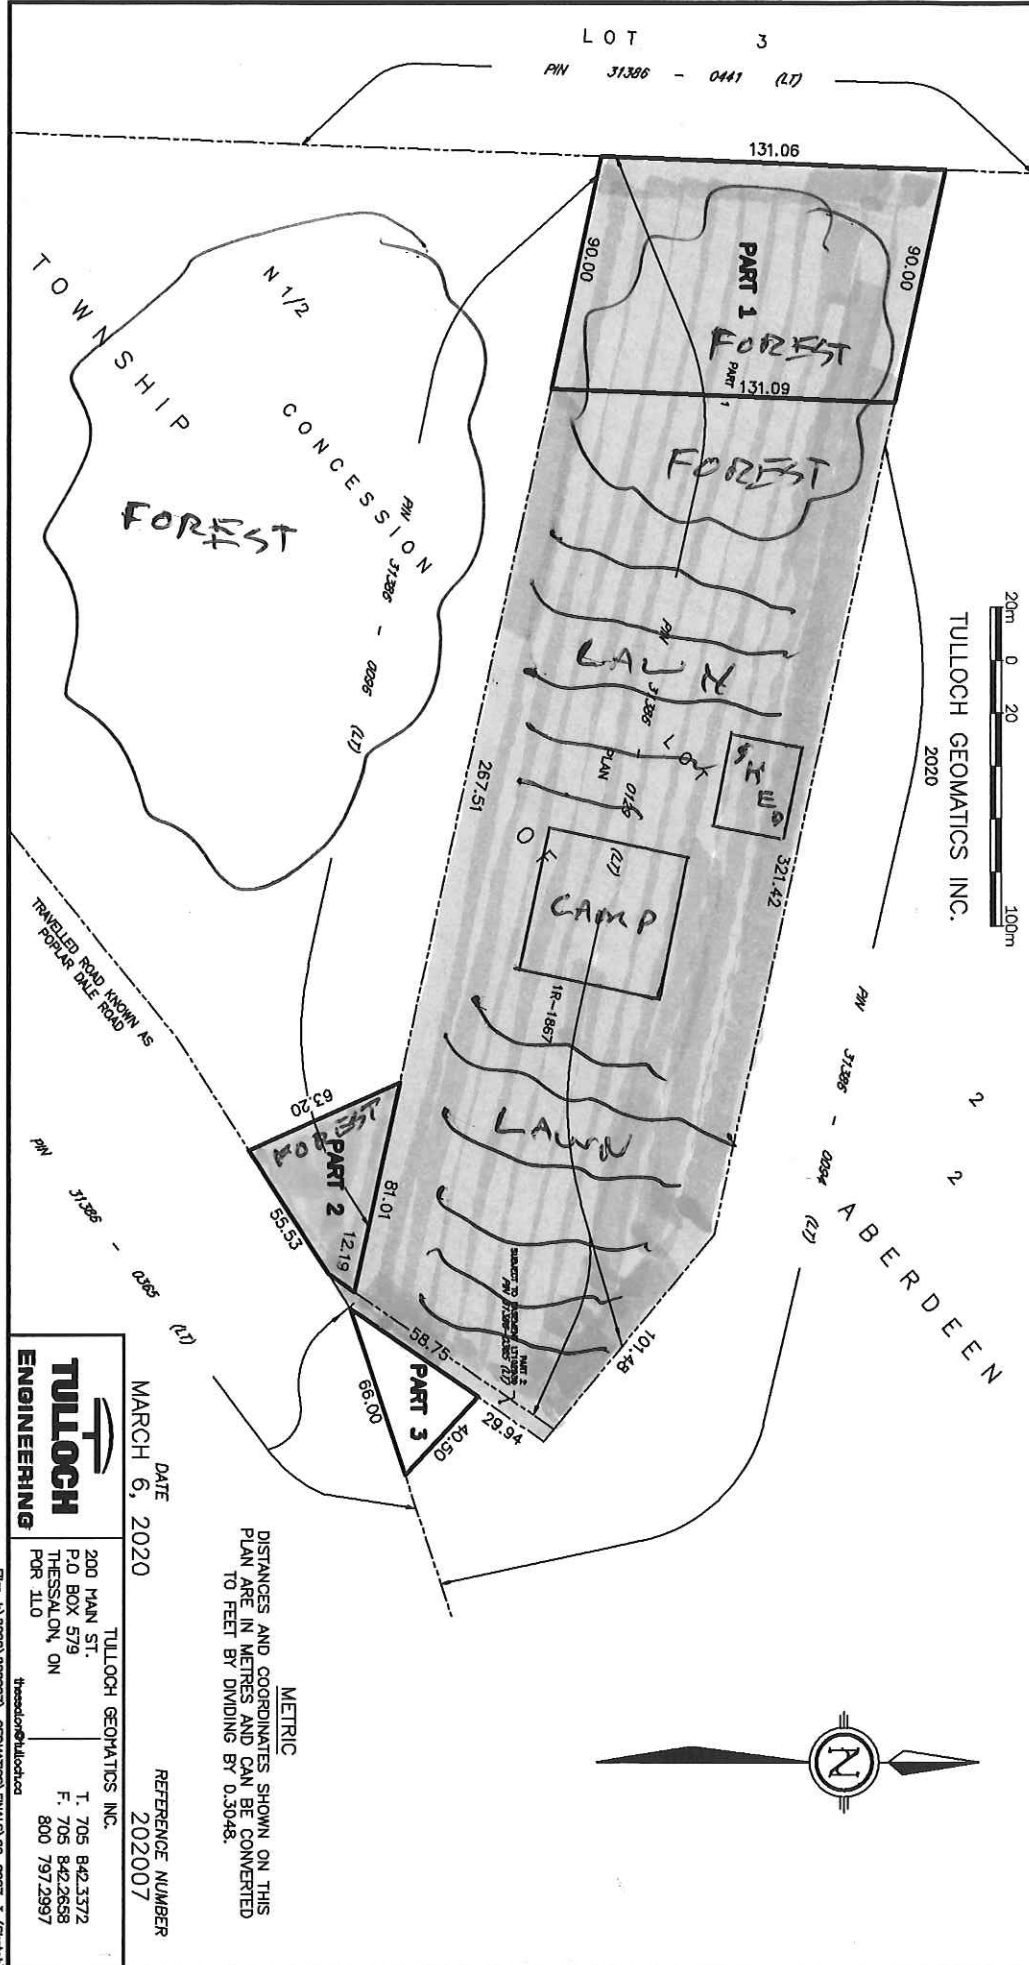 LOT 3
PIN 31386 - 0441 (LT)
131.06
90.00
90.00
PART 1
FOREST
PART 1
131.09
FOREST
N 1/2
CONCESSION
TOWNSHIP
FOREST
PIN 31386 - 0096 (LT)
20m 0 20 100m
TULLOCH GEOMATICS INC.
2020
LAWN
PIN 31386 - 0126 (LT)
PLAN 1R-1867
SHED
267.51
321.42
CAMP
TRAVELLED ROAD KNOWN AS
POPLAR DALE ROAD
PIN 31386 - 0094 (LT)
2
2
ABERDEEN
LAWN
63.20
FOREST
PART 2
81.01
12.19
55.53
PIN 31386 - 0365 (LT)
PART 2
101.48
58.75
PART 3
66.00
40.50
29.94
METRIC
DISTANCES AND COORDINATES SHOWN ON THIS
PLAN ARE IN METRES AND CAN BE CONVERTED
TO FEET BY DIVIDING BY 0.3048.
DATE
MARCH 6, 2020
REFERENCE NUMBER
202007
TULLOCH
ENGINEERING
TULLOCH GEOMATICS INC.
200 MAIN ST.
P.O BOX 579
THESSALON, ON
P0R 1L0
thessalon@tulloch.ca
T. 705 842.3372
F. 705 842.2658
800 797.2997
N